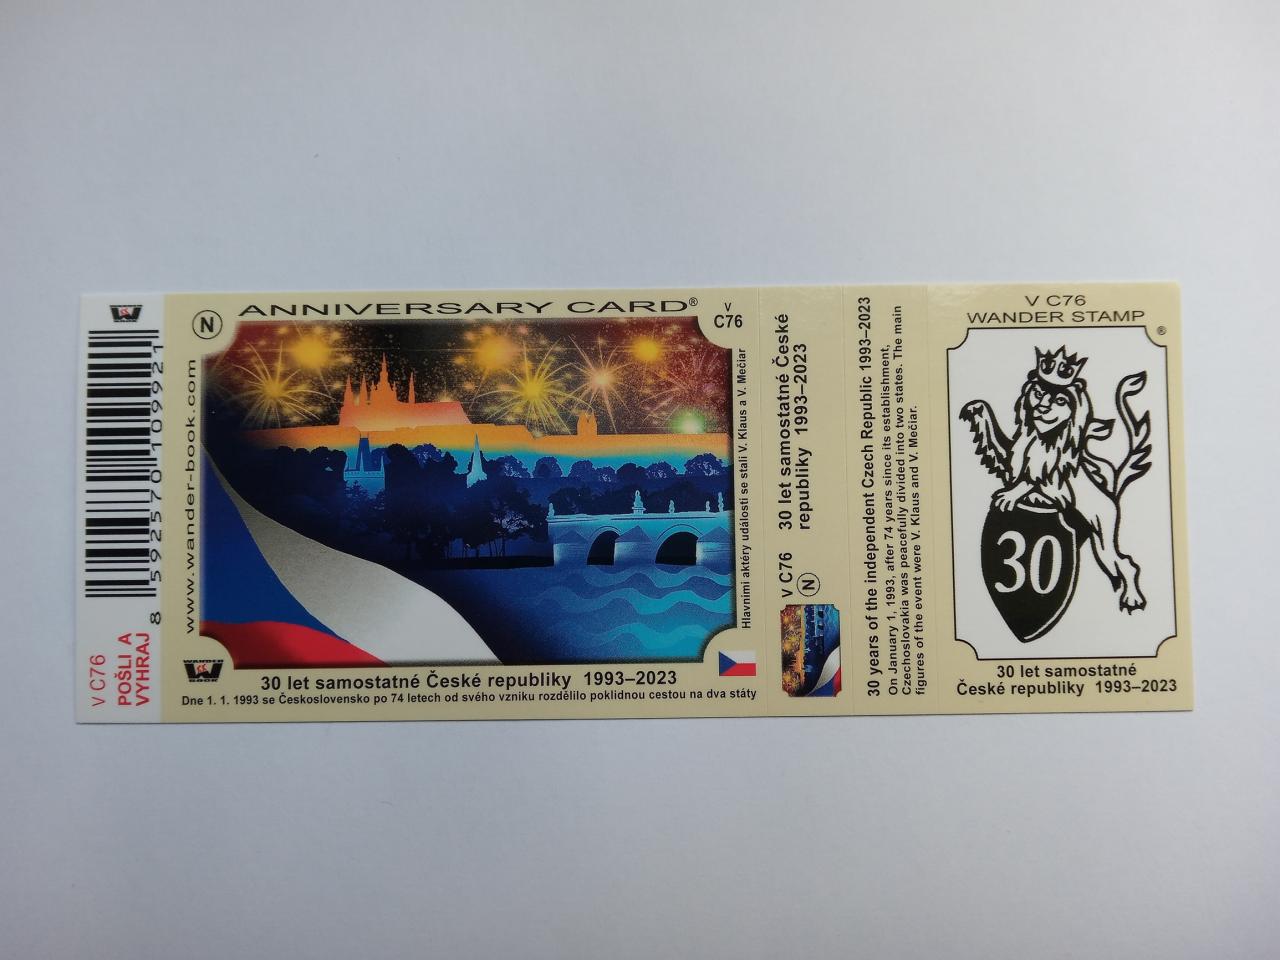 WANDER
BOOK
8 592570 109921
V C76
POŠLI A
VYHRAJ
N
ANNIVERSARY CARD®
V
C76
www.wander-book.com
Hlavními aktéry události se stali V. Klaus a V. Mečiar
WANDER
W
BOOK
30 let samostatné České republiky 1993–2023
Dne 1. 1. 1993 se Československo po 74 letech od svého vzniku rozdělilo poklidnou cestou na dva státy
V C76
N
30 let samostatné České
republiky 1993–2023
30 years of the independent Czech Republic 1993–2023
On January 1, 1993, after 74 years since its establishment,
Czechoslovakia was peacefully divided into two states. The main
figures of the event were V. Klaus and V. Mečiar.
V C76
WANDER STAMP
®
30
30 let samostatné
České republiky 1993–2023